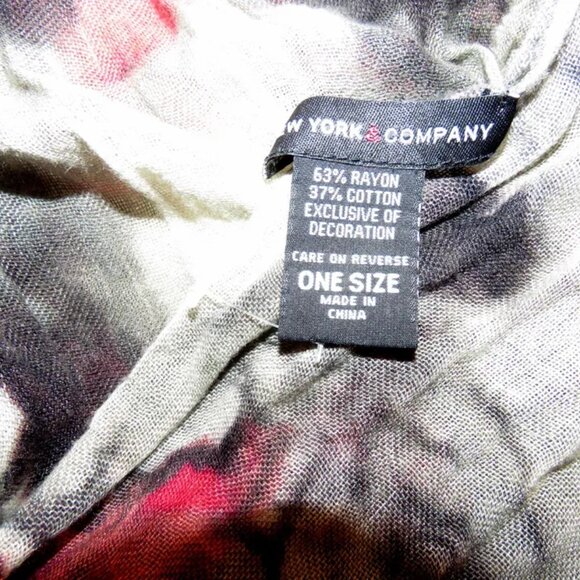 W YORK & COMPANY
63% RAYON
37% COTTON
EXCLUSIVE OF
DECORATION
CARE ON REVERSE
ONE SIZE
MADE IN
CHINA